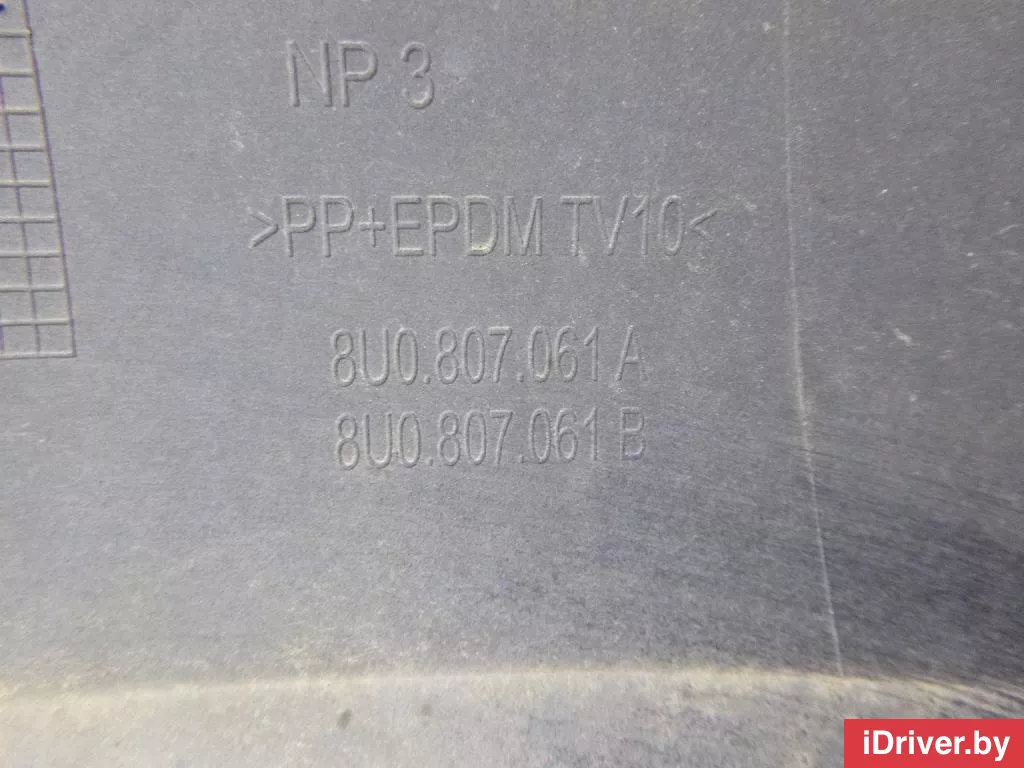 NP 3
>PP+EPDM TV10<
8U0.807.061 A
8U0.807.061 B
iDriver.by